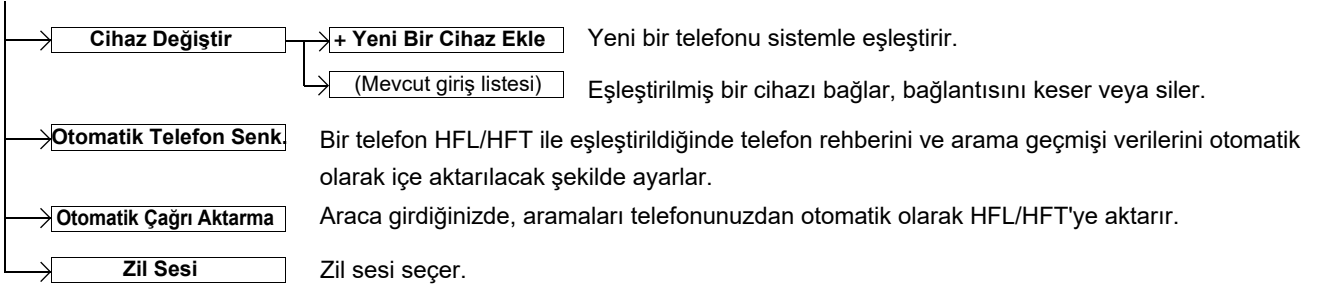 Cihaz Değiştir
+ Yeni Bir Cihaz Ekle
Yeni bir telefonu sistemle eşleştirir.
(Mevcut giriş listesi)
Eşleştirilmiş bir cihazı bağlar, bağlantısını keser veya siler.
Otomatik Telefon Senk.
Bir telefon HFL/HFT ile eşleştirildiğinde telefon rehberini ve arama geçmişi verilerini otomatik
olarak içe aktarılacak şekilde ayarlar.
Otomatik Çağrı Aktarma
Araca girdiğinizde, aramaları telefonunuzdan otomatik olarak HFL/HFT'ye aktarır.
Zil Sesi
Zil sesi seçer.